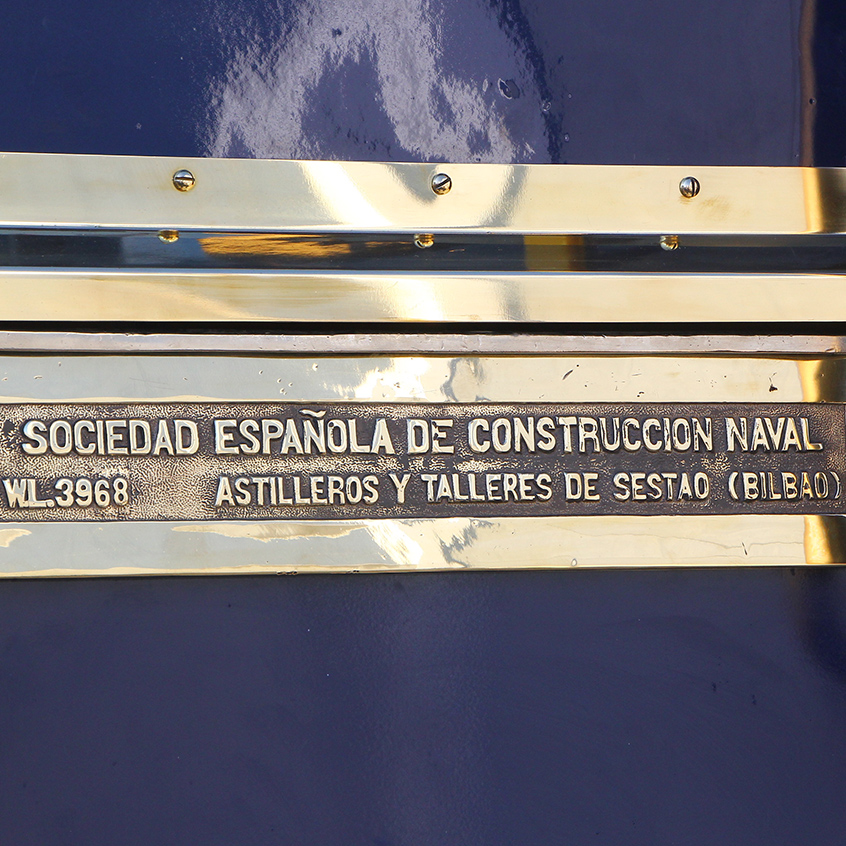 SOCIEDAD ESPAÑOLA DE CONSTRUCCION NAVAL
WL.3968 ASTILLEROS Y TALLERES DE SESTAO (BILBAO)